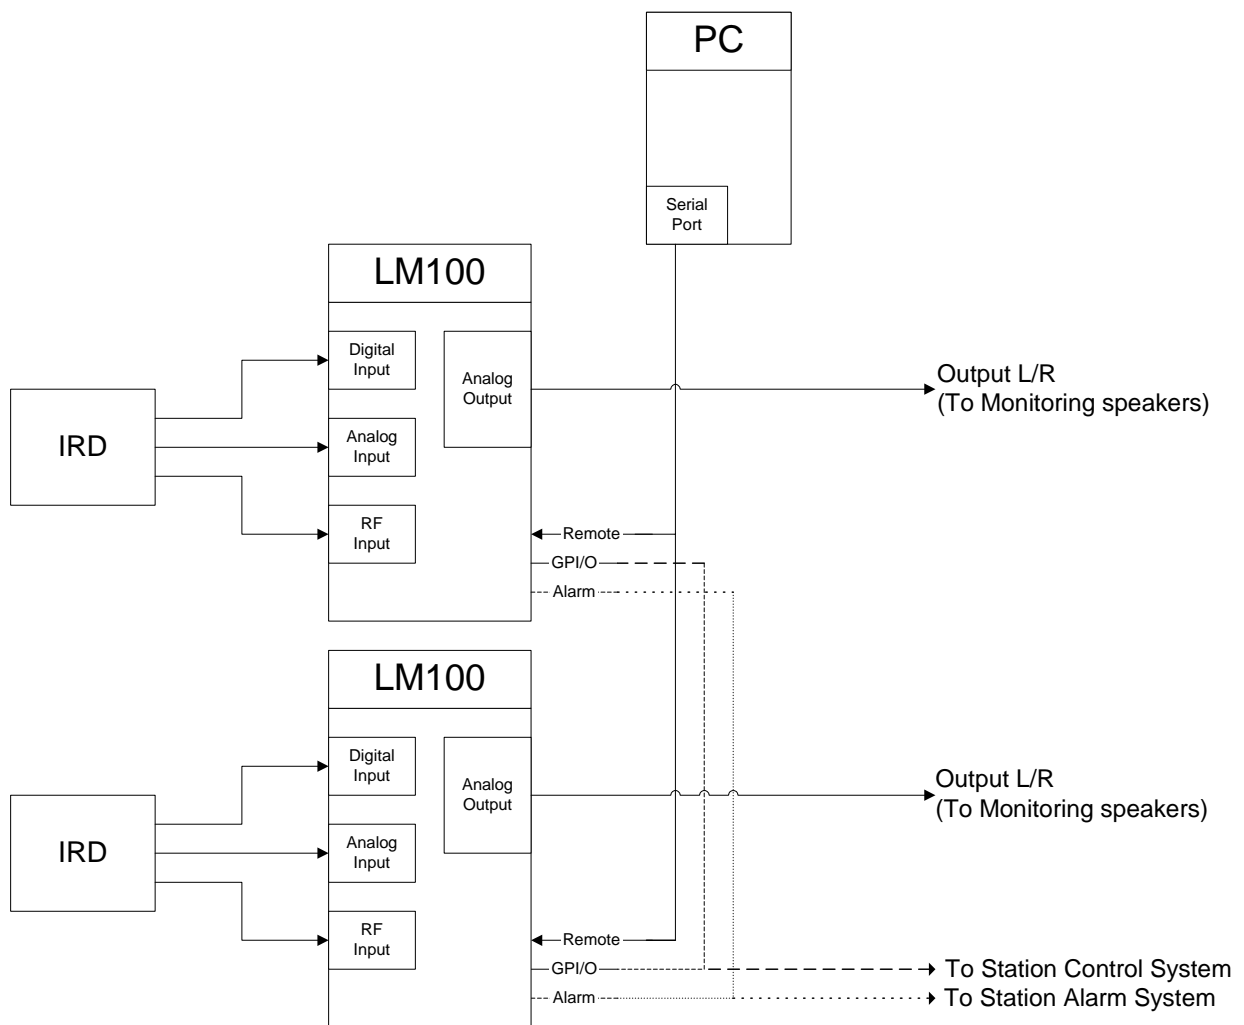 PC
Serial
Port
LM100
Digital
Input
Analog
Output
Output L/R
(To Monitoring speakers)
IRD
Analog
Input
RF
Input
Remote
GPI/O
Alarm
LM100
Digital
Input
Analog
Output
Output L/R
(To Monitoring speakers)
IRD
Analog
Input
RF
Input
Remote
GPI/O
To Station Control System
Alarm
To Station Alarm System